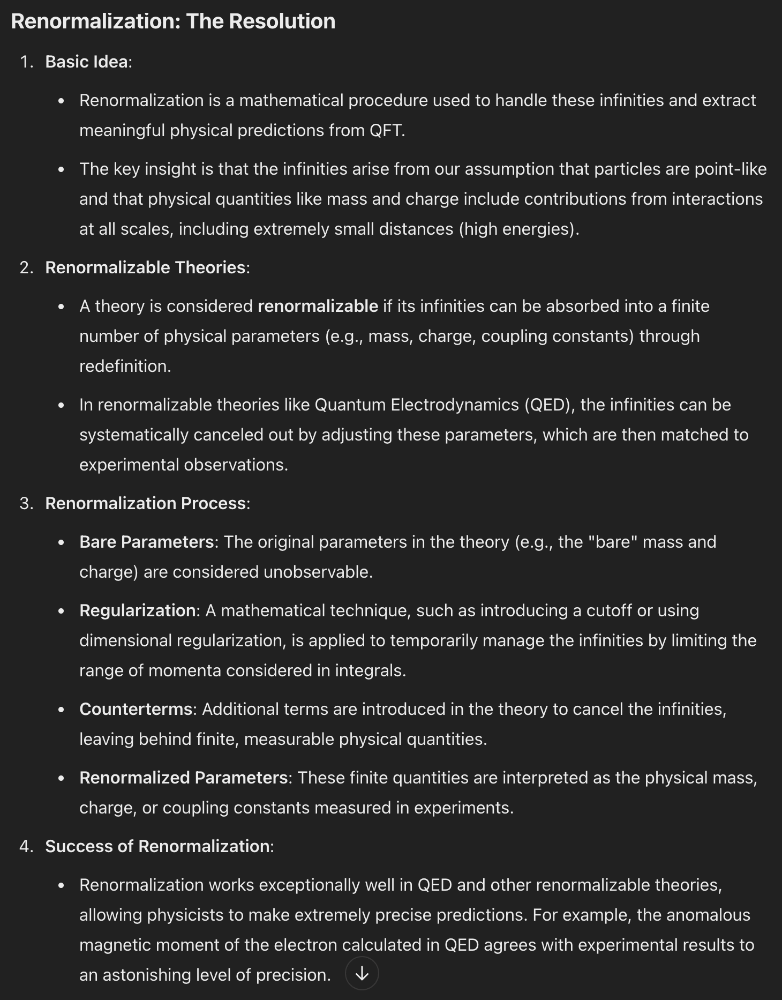 Renormalization: The Resolution
1. Basic Idea:
• Renormalization is a mathematical procedure used to handle these infinities and extract
meaningful physical predictions from QFT.
• The key insight is that the infinities arise from our assumption that particles are point-like
and that physical quantities like mass and charge include contributions from interactions
at all scales, including extremely small distances (high energies).
2. Renormalizable Theories:
• A theory is considered renormalizable if its infinities can be absorbed into a finite
number of physical parameters (e.g., mass, charge, coupling constants) through
redefinition.
• In renormalizable theories like Quantum Electrodynamics (QED), the infinities can be
systematically canceled out by adjusting these parameters, which are then matched to
experimental observations.
3. Renormalization Process:
• Bare Parameters: The original parameters in the theory (e.g., the "bare" mass and
charge) are considered unobservable.
• Regularization: A mathematical technique, such as introducing a cutoff or using
dimensional regularization, is applied to temporarily manage the infinities by limiting the
range of momenta considered in integrals.
• Counterterms: Additional terms are introduced in the theory to cancel the infinities,
leaving behind finite, measurable physical quantities.
• Renormalized Parameters: These finite quantities are interpreted as the physical mass,
charge, or coupling constants measured in experiments.
4. Success of Renormalization:
• Renormalization works exceptionally well in QED and other renormalizable theories,
allowing physicists to make extremely precise predictions. For example, the anomalous
magnetic moment of the electron calculated in QED agrees with experimental results to
an astonishing level of precision.